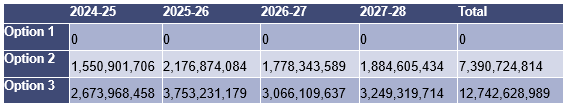 2024-25 2025-26 2026-27 2027-28 Total
Option 1 0 0 0 0 0
Option 2 1,550,901,706 2,176,874,084 1,778,343,589 1,884,605,434 7,390,724,814
Option 3 2,673,968,458 3,753,231,179 3,066,109,637 3,249,319,714 12,742,628,989